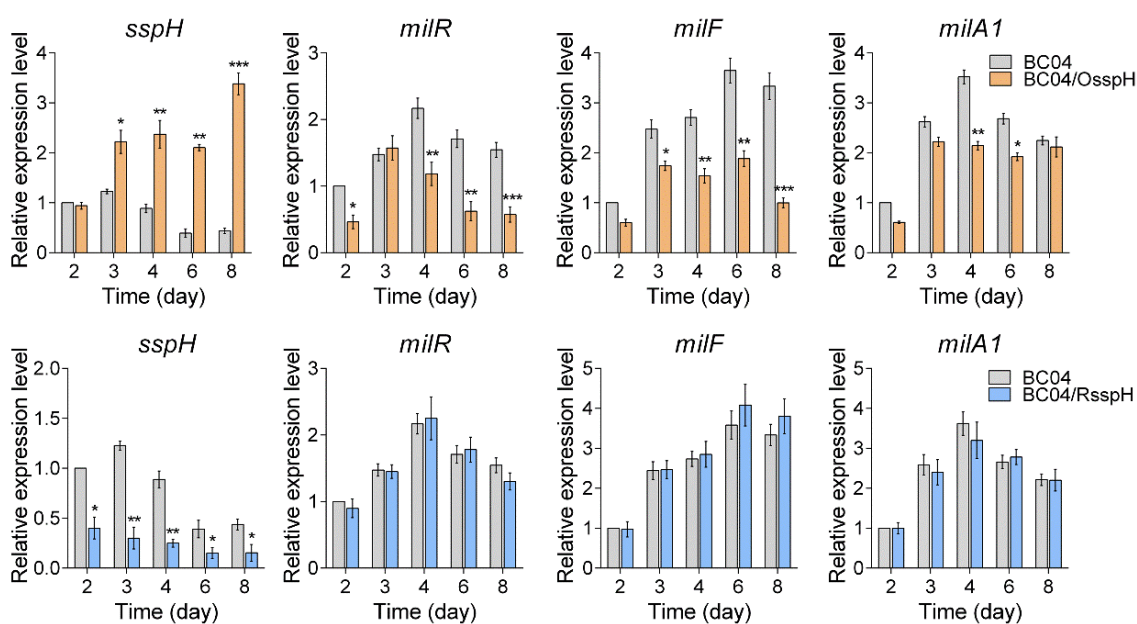 sspH
Relative expression level
4
3
2
1
0
*
**
**
***
2 3 4 6 8
Time (day)
milR
Relative expression level
3
2
1
0
*
**
**
***
2 3 4 6 8
Time (day)
milF
Relative expression level
4
3
2
1
0
*
**
**
***
2 3 4 6 8
Time (day)
milA1
Relative expression level
4
3
2
1
0
**
*
2 3 4 6 8
Time (day)
BC04
BC04/OsspH
sspH
Relative expression level
2.0
1.5
1.0
0.5
0.0
*
**
**
*
*
2 3 4 6 8
Time (day)
milR
Relative expression level
3
2
1
0
2 3 4 6 8
Time (day)
milF
Relative expression level
5
4
3
2
1
0
2 3 4 6 8
Time (day)
milA1
Relative expression level
5
4
3
2
1
0
2 3 4 6 8
Time (day)
BC04
BC04/RsspH